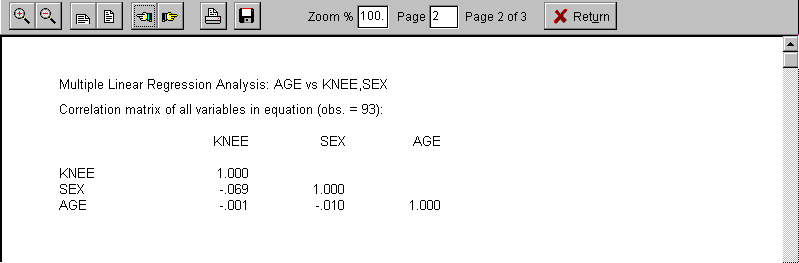 Zoom % 100. Page 2 Page 2 of 3 Return
Multiple Linear Regression Analysis: AGE vs KNEE,SEX
Correlation matrix of all variables in equation (obs. = 93):
KNEE SEX AGE
KNEE 1.000
SEX -.069 1.000
AGE -.001 -.010 1.000